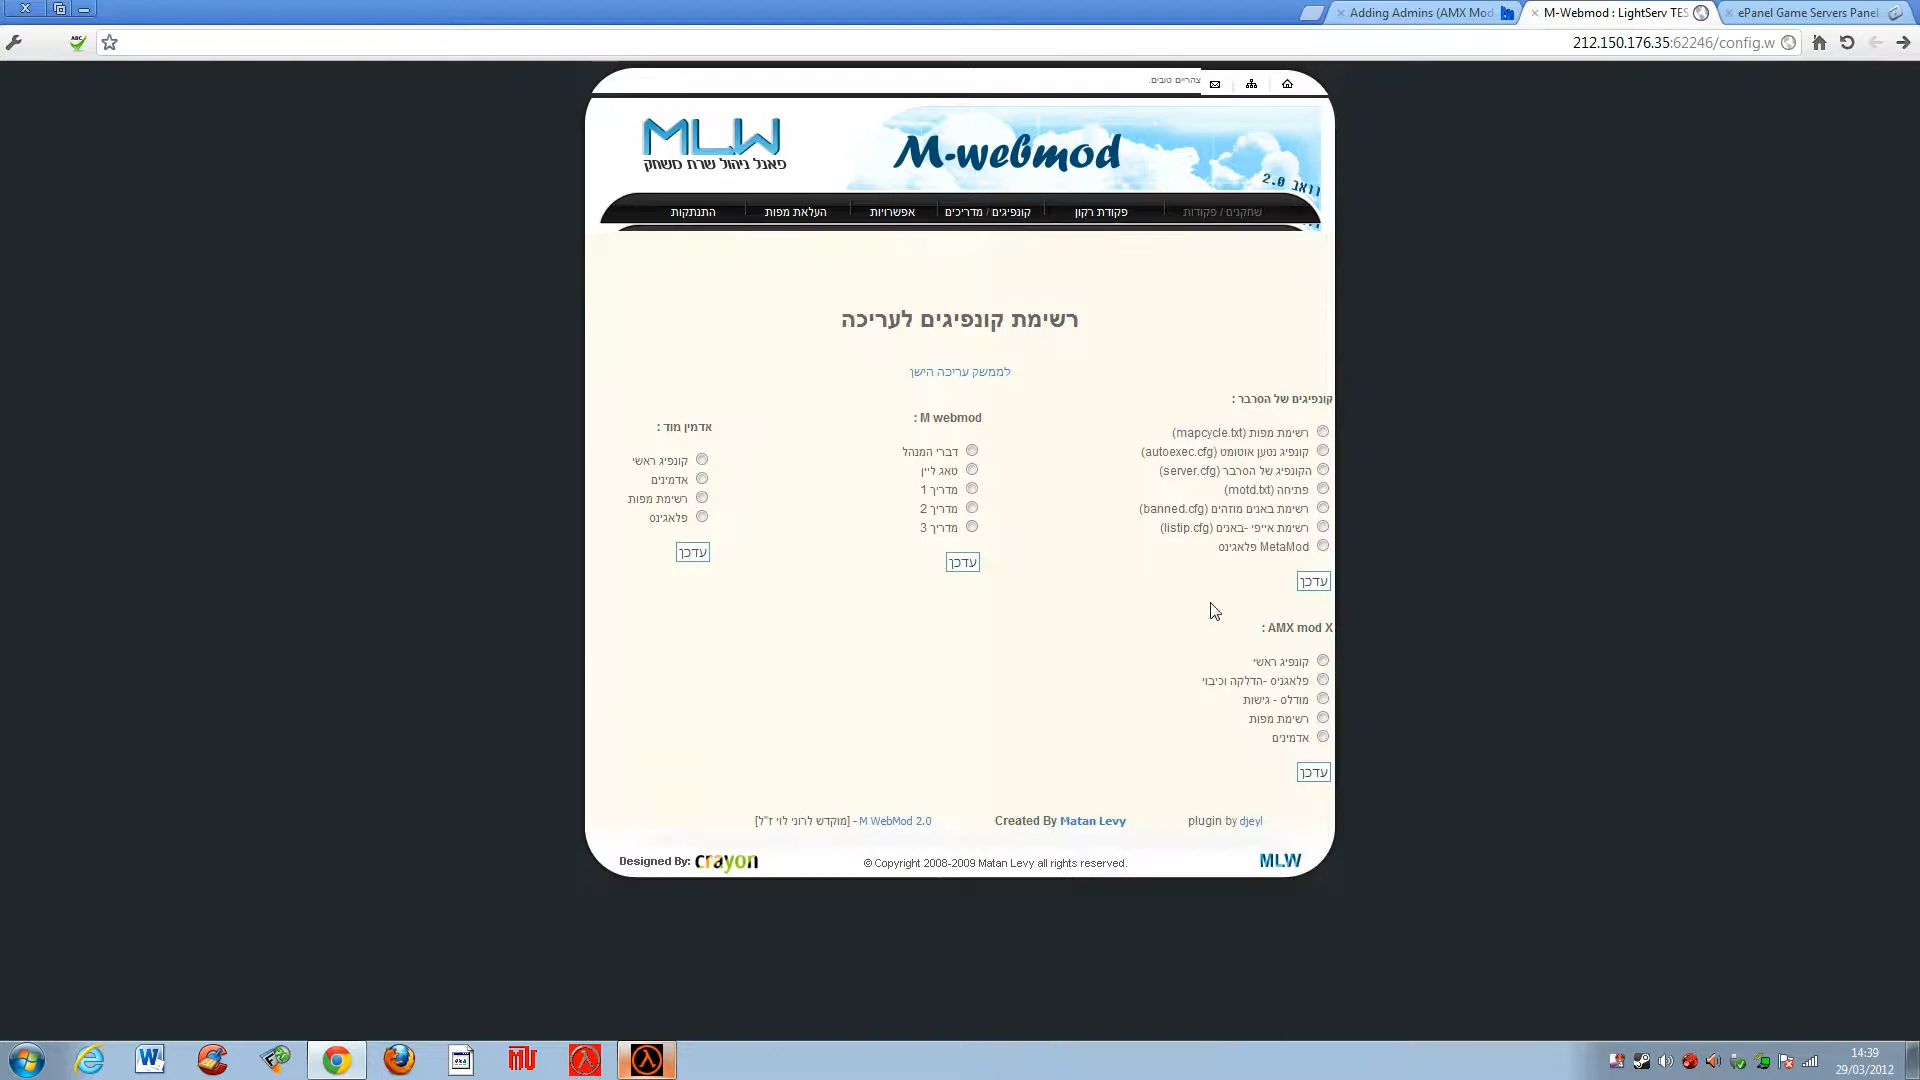 Adding Admins (AMX Mod
M-Webmod : LightServ TES
ePanel Game Servers Panel
212.150.176.35:62246/config.w
צהריים טובים.
MLW
פאנל ניהול שרת משחק
M-webmod
2.0
שחקנים / פקודות
פקודת רקון
קונפיגים / מדריכים
אפשרויות
העלאת מפות
התנתקות
רשימת קונפיגים לעריכה
לממשק עריכה הישן
קונפיגים של הסרבר :
רשימת מפות (mapcycle.txt)
קונפיג נטען אוטומט (autoexec.cfg)
הקונפיג של הסרבר (server.cfg)
פתיחה (motd.txt)
רשימת באנים מוזהים (banned.cfg)
רשימת אייפי -באנים (listip.cfg)
MetaMod פלאגינס
עדכן
M webmod :
דברי המנהל
טאג ליין
מדריך 1
מדריך 2
מדריך 3
עדכן
אדמין מוד :
קונפיג ראשי
אדמינים
רשימת מפות
פלאגינס
עדכן
AMX mod X :
קונפיג ראשי
פלאגניס -הדלקה וכיבוי
מודלס - גישות
רשימת מפות
אדמינים
עדכן
plugin by djeyl
Created By Matan Levy
M WebMod 2.0 - [מוקדש לרוני לוי ז"ל]
Designed By: crayon
© Copyright 2008-2009 Matan Levy all rights reserved.
MLW
14:39
29/03/2012